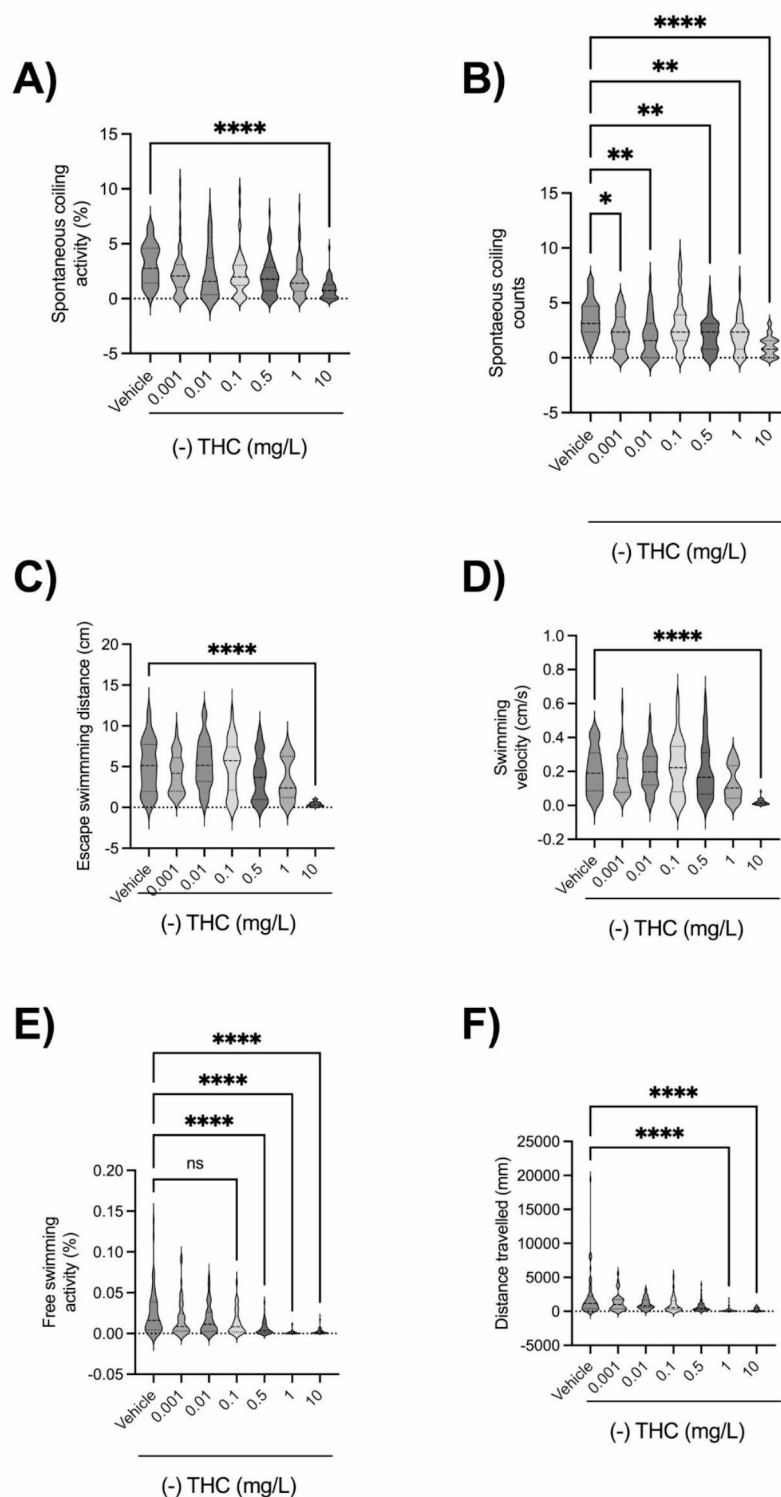 A)
****
15
10
5
0
-5
Spontaneous coiling
activity (%)
Vehicle
0.001
0.01
0.1
0.5
1
10
(-) THC (mg/L)
B)
****
**
**
**
*
15
10
5
0
-5
Spontaeous coiling
counts
Vehicle
0.001
0.01
0.1
0.5
1
10
(-) THC (mg/L)
C)
****
20
15
10
5
0
-5
Escape swimmming distance (cm)
Vehicle
0.001
0.01
0.1
0.5
1
10
(-) THC (mg/L)
D)
****
1.0
0.8
0.6
0.4
0.2
0.0
-0.2
Swimming
velocity (cm/s)
Vehicle
0.001
0.01
0.1
0.5
1
10
(-) THC (mg/L)
E)
****
****
****
ns
0.20
0.15
0.10
0.05
0.00
-0.05
Free swimming
activity (%)
Vehicle
0.001
0.01
0.1
0.5
1
10
(-) THC (mg/L)
F)
****
****
25000
20000
15000
10000
5000
0
-5000
Distance travelled (mm)
Vehicle
0.001
0.01
0.1
0.5
1
10
(-) THC (mg/L)